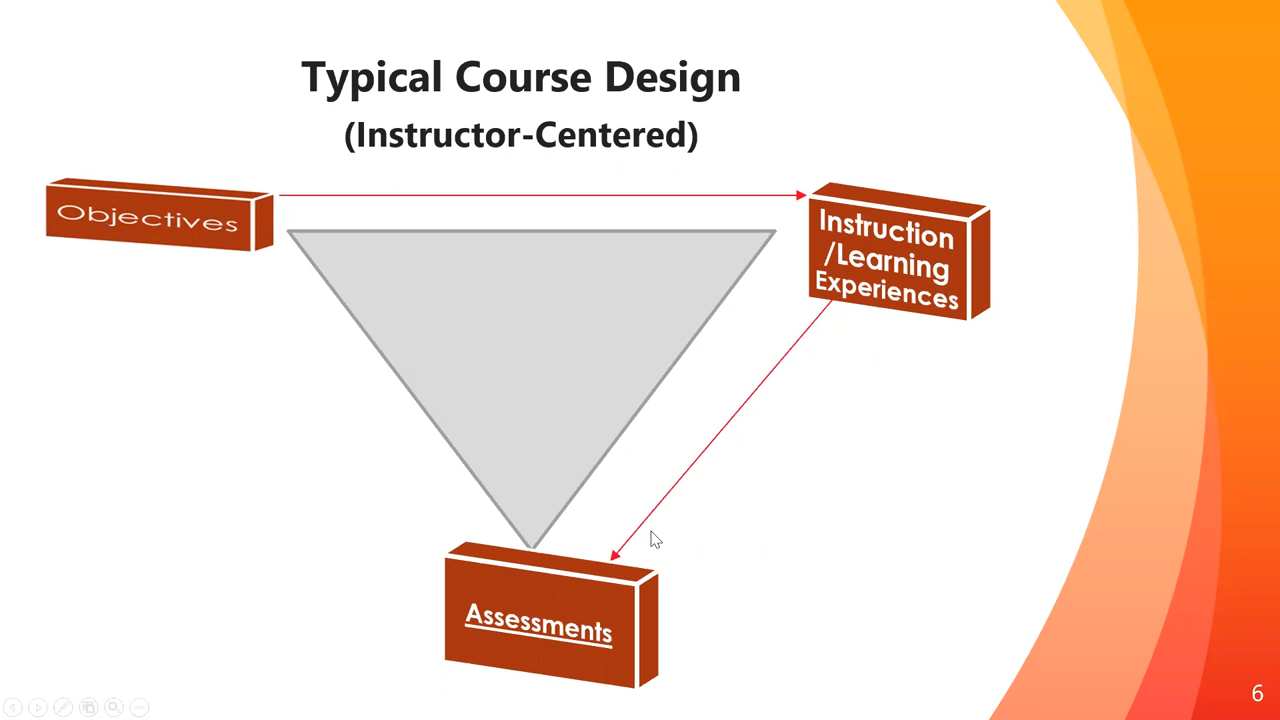 Typical Course Design
(Instructor-Centered)
Objectives
Instruction
/Learning
Experiences
Assessments
6